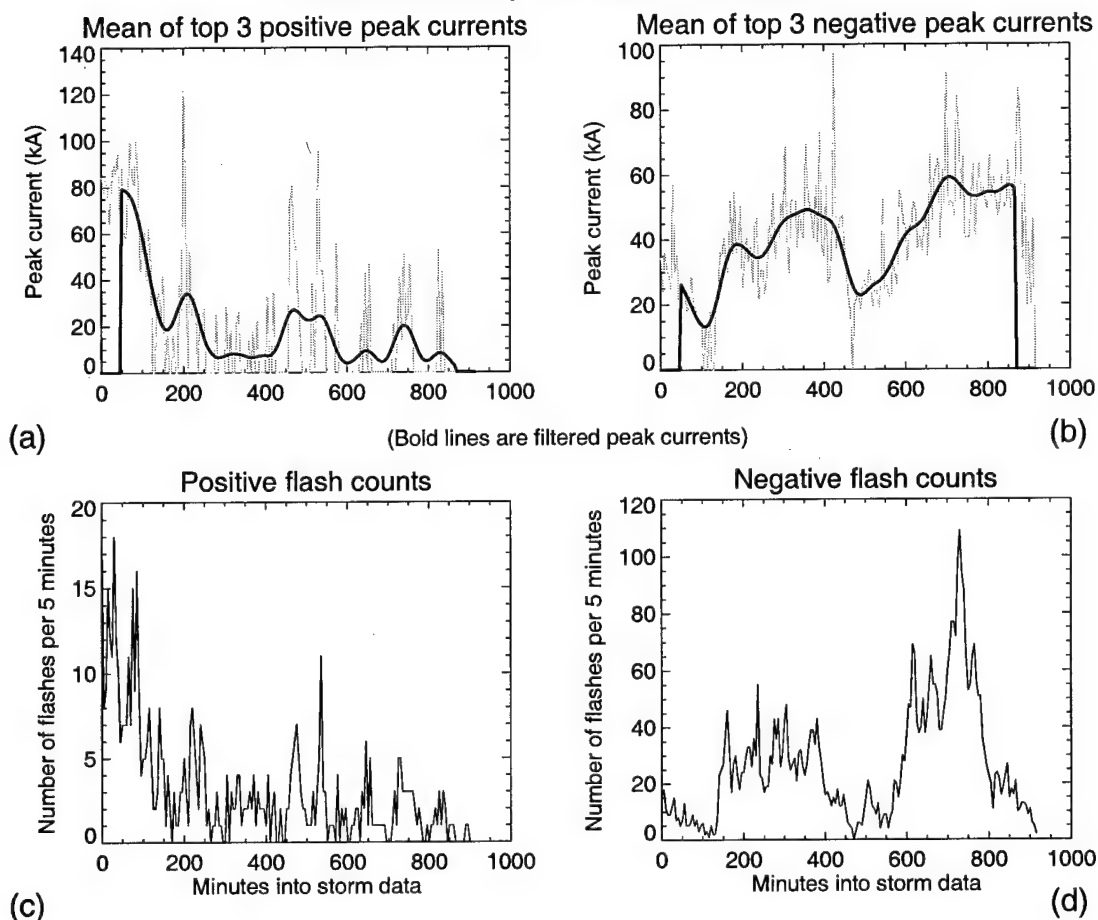 Mean of top 3 positive peak currents
Peak current (kA)
140
120
100
80
60
40
20
0
0 200 400 600 800 1000
(a)
Mean of top 3 negative peak currents
Peak current (kA)
100
80
60
40
20
0
0 200 400 600 800 1000
(b)
(Bold lines are filtered peak currents)
Positive flash counts
Number of flashes per 5 minutes
20
15
10
5
0
0 200 400 600 800 1000
Minutes into storm data
(c)
Negative flash counts
Number of flashes per 5 minutes
120
100
80
60
40
20
0
0 200 400 600 800 1000
Minutes into storm data
(d)